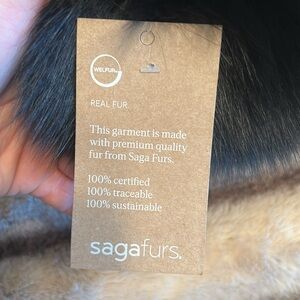 WELFUR
REAL FUR.
This garment is made
with premium quality
fur from Saga Furs.
100% certified
100% traceable
100% sustainable
sagafurs.